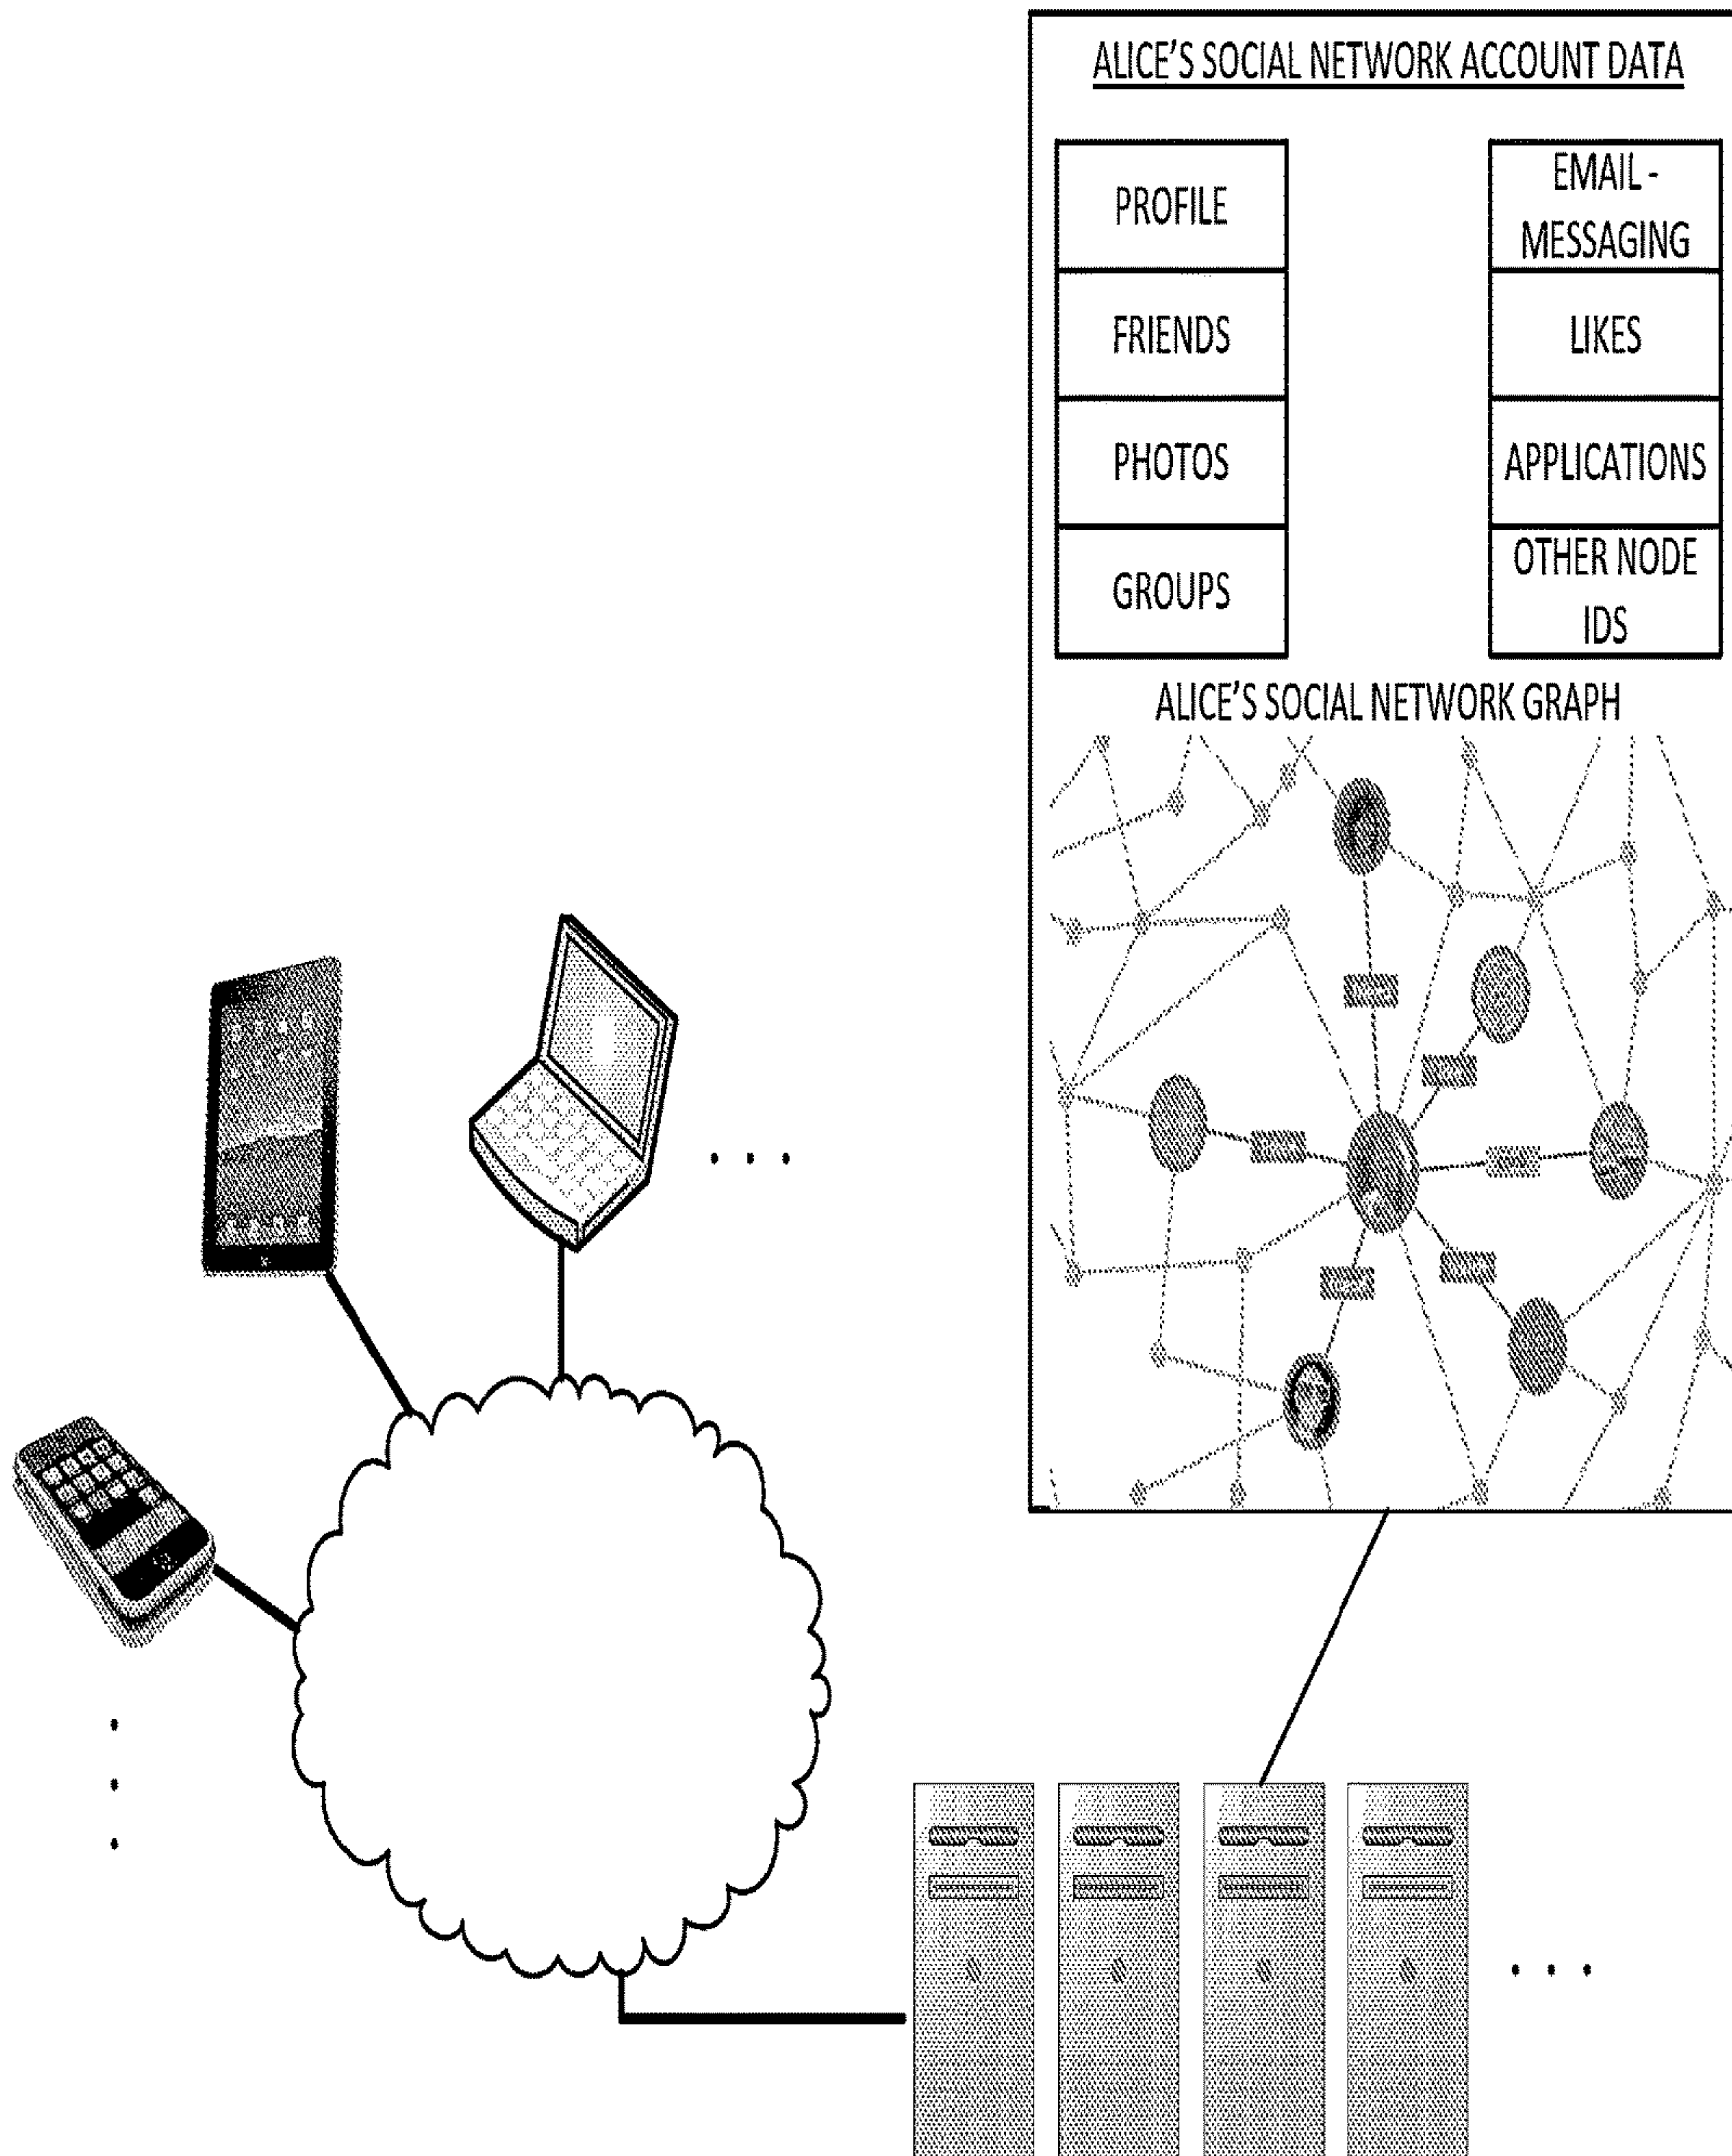 ALICE'S SOCIAL NETWORK ACCOUNT DATA
PROFILE
FRIENDS
PHOTOS
GROUPS
EMAIL -
MESSAGING
LIKES
APPLICATIONS
OTHER NODE
IDS
ALICE'S SOCIAL NETWORK GRAPH